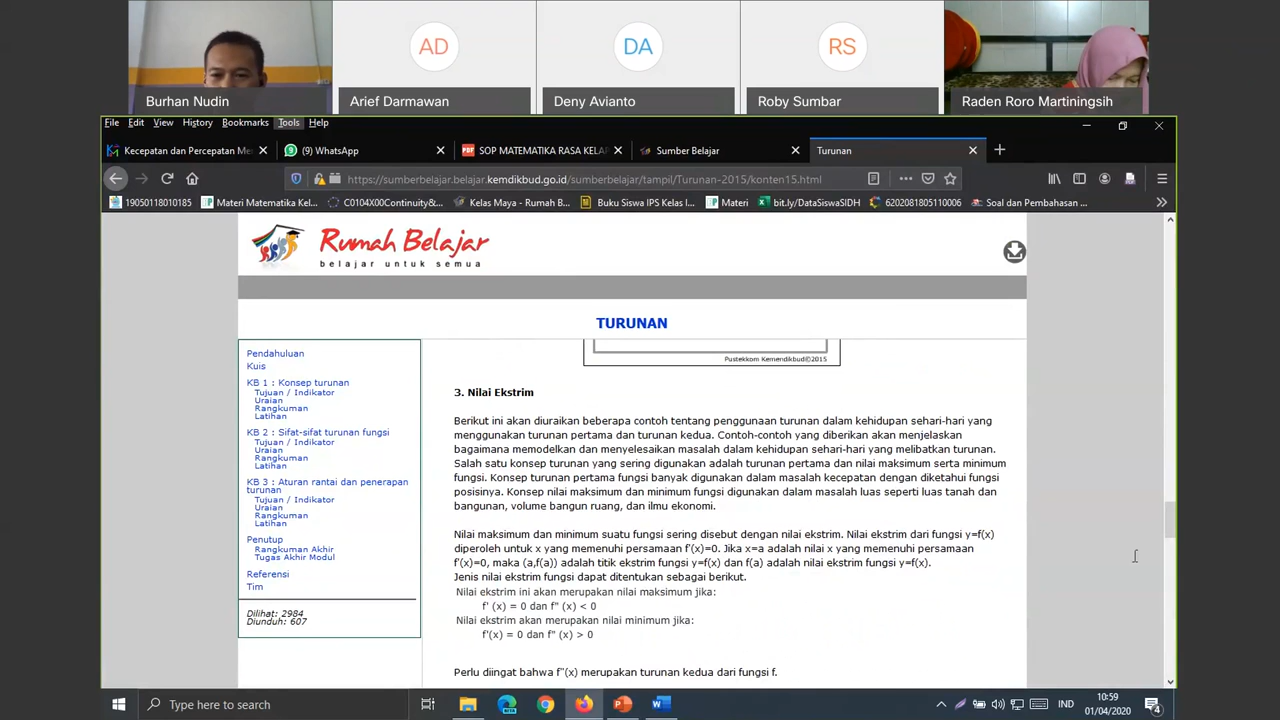 AD
DA
RS
Burhan Nudin
Arief Darmawan
Deny Avianto
Roby Sumbar
Raden Roro Martiningsih
File Edit View History Bookmarks Tools Help
Kecepatan dan Percepatan Me
(9) WhatsApp
SOP MATEMATIKA RASA KELAP
Sumber Belajar
Turunan
https://sumberbelajar.belajar.kemdikbud.go.id/sumberbelajar/tampil/Turunan-2015/konten15.html
19050118010185
Materi Matematika Kel...
C0104X00Continuity&...
Kelas Maya - Rumah B...
Buku Siswa IPS Kelas I...
Materi
bit.ly/DataSiswaSIDH
6202081805110006
Soal dan Pembahasan ...
Rumah Belajar
belajar untuk semua
TURUNAN
Pendahuluan
Kuis
KB 1 : Konsep turunan
Tujuan / Indikator
Uraian
Rangkuman
Latihan
KB 2 : Sifat-sifat turunan fungsi
Tujuan / Indikator
Uraian
Rangkuman
Latihan
KB 3 : Aturan rantai dan penerapan
turunan
Tujuan / Indikator
Uraian
Rangkuman
Latihan
Penutup
Rangkuman Akhir
Tugas Akhir Modul
Referensi
Tim
Dilihat: 2984
Diunduh: 607
Pustekkom Kemendikbud©2015
3. Nilai Ekstrim
Berikut ini akan diuraikan beberapa contoh tentang penggunaan turunan dalam kehidupan sehari-hari yang
menggunakan turunan pertama dan turunan kedua. Contoh-contoh yang diberikan akan menjelaskan
bagaimana memodelkan dan menyelesaikan masalah dalam kehidupan sehari-hari yang melibatkan turunan.
Salah satu konsep turunan yang sering digunakan adalah turunan pertama dan nilai maksimum serta minimum
fungsi. Konsep turunan pertama fungsi banyak digunakan dalam masalah kecepatan dengan diketahui fungsi
posisinya. Konsep nilai maksimum dan minimum fungsi digunakan dalam masalah luas seperti luas tanah dan
bangunan, volume bangun ruang, dan ilmu ekonomi.
Nilai maksimum dan minimum suatu fungsi sering disebut dengan nilai ekstrim. Nilai ekstrim dari fungsi y=f(x)
diperoleh untuk x yang memenuhi persamaan f'(x)=0. Jika x=a adalah nilai x yang memenuhi persamaan
f'(x)=0, maka (a,f(a)) adalah titik ekstrim fungsi y=f(x) dan f(a) adalah nilai ekstrim fungsi y=f(x).
Jenis nilai ekstrim fungsi dapat ditentukan sebagai berikut.
Nilai ekstrim ini akan merupakan nilai maksimum jika:
f' (x) = 0 dan f" (x) < 0
Nilai ekstrim akan merupakan nilai minimum jika:
f'(x) = 0 dan f" (x) > 0
Perlu diingat bahwa f"(x) merupakan turunan kedua dari fungsi f.
Type here to search
IND
10:59
01/04/2020
4